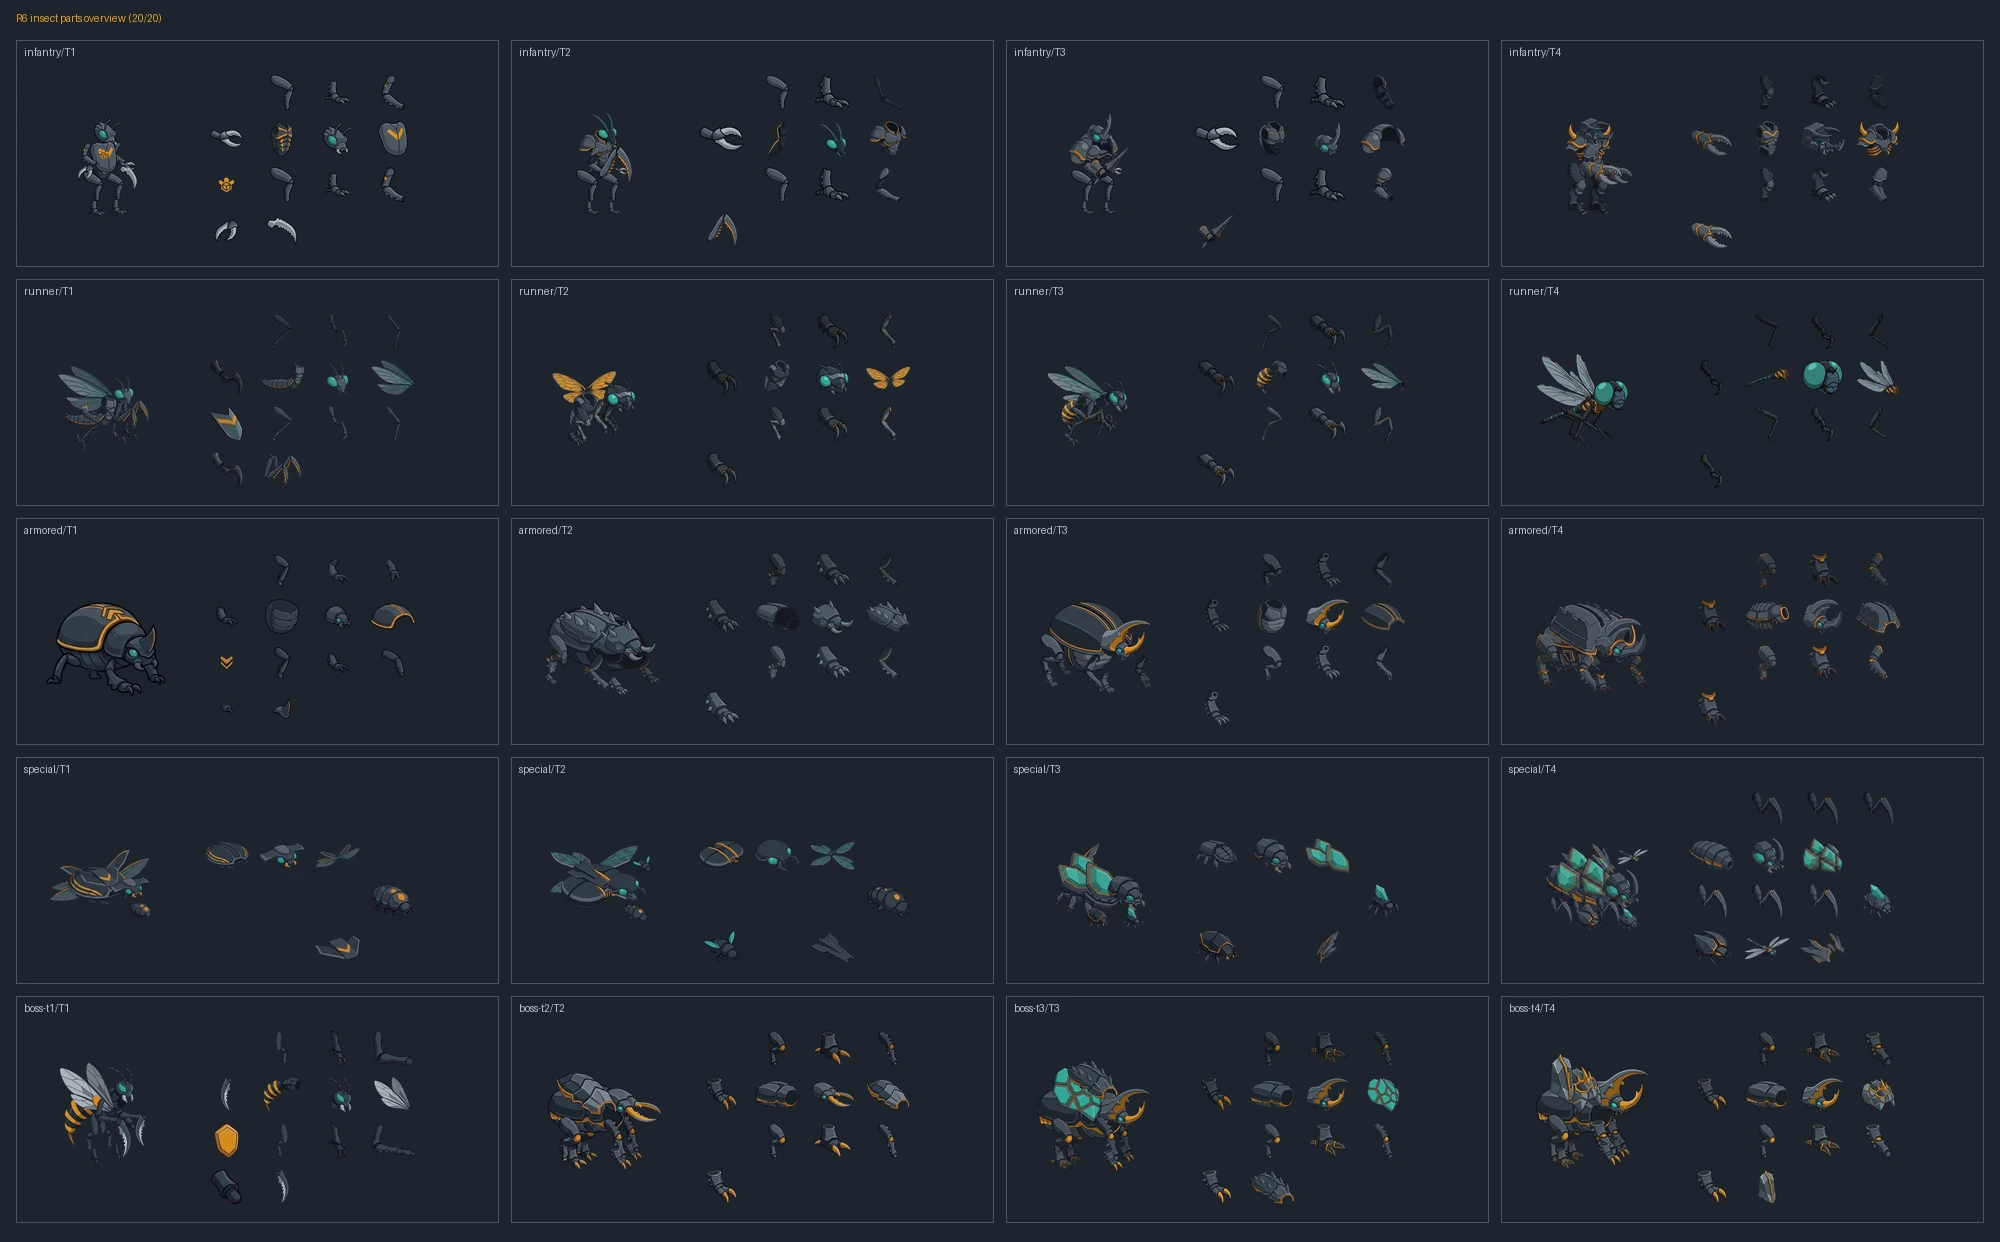 R6 insect parts overview (20/20)
infantry/T1
infantry/T2
infantry/T3
infantry/T4
runner/T1
runner/T2
runner/T3
runner/T4
armored/T1
armored/T2
armored/T3
armored/T4
special/T1
special/T2
special/T3
special/T4
boss-t1/T1
boss-t2/T2
boss-t3/T3
boss-t4/T4